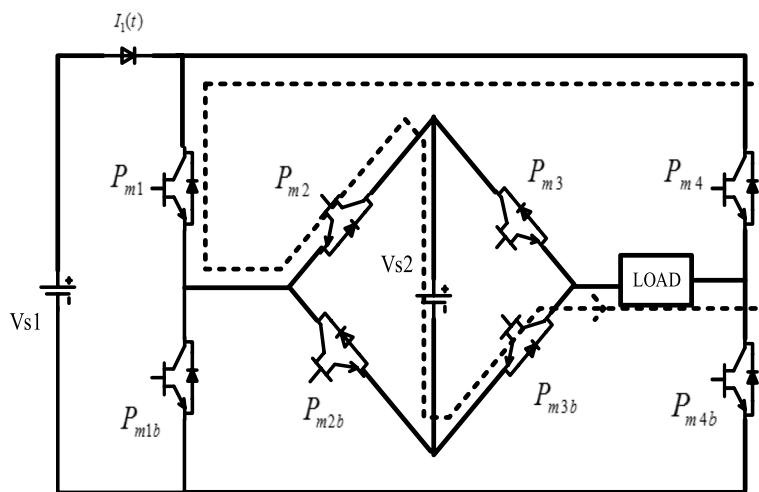 I1(t)
Pm1
Pm2
Pm3
Pm4
Vs2
+
-
LOAD
+
-
Vs1
Pm1b
Pm2b
Pm3b
Pm4b